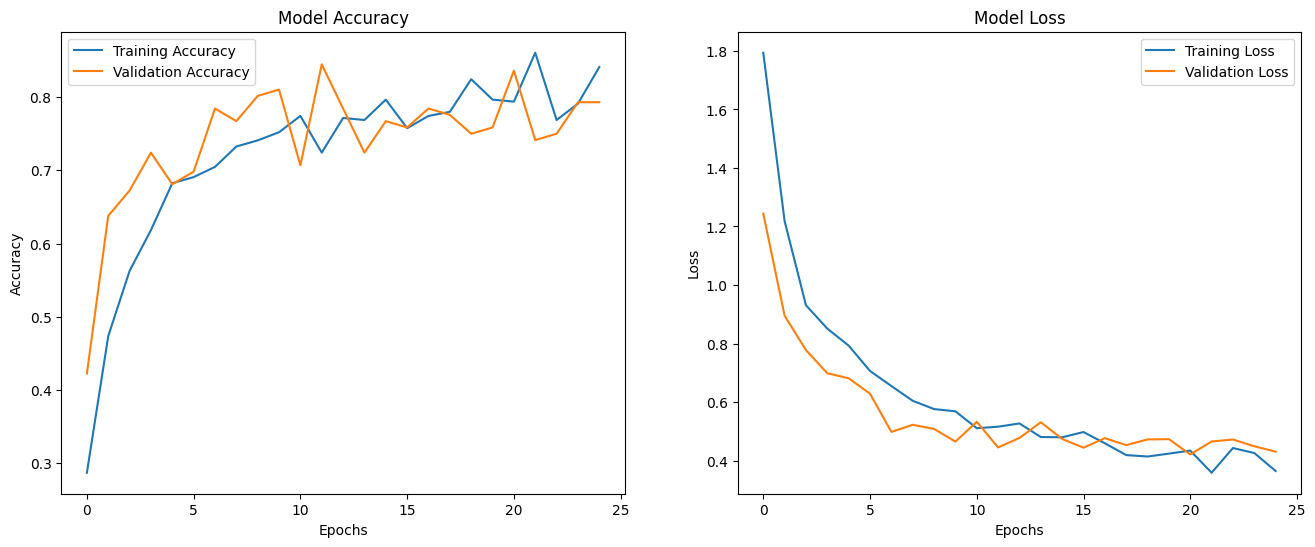 Model Accuracy
Training Accuracy
Validation Accuracy
Accuracy
0.8
0.7
0.6
0.5
0.4
0.3
0 5 10 15 20 25
Epochs
Model Loss
Training Loss
Validation Loss
Loss
1.8
1.6
1.4
1.2
1.0
0.8
0.6
0.4
0 5 10 15 20 25
Epochs